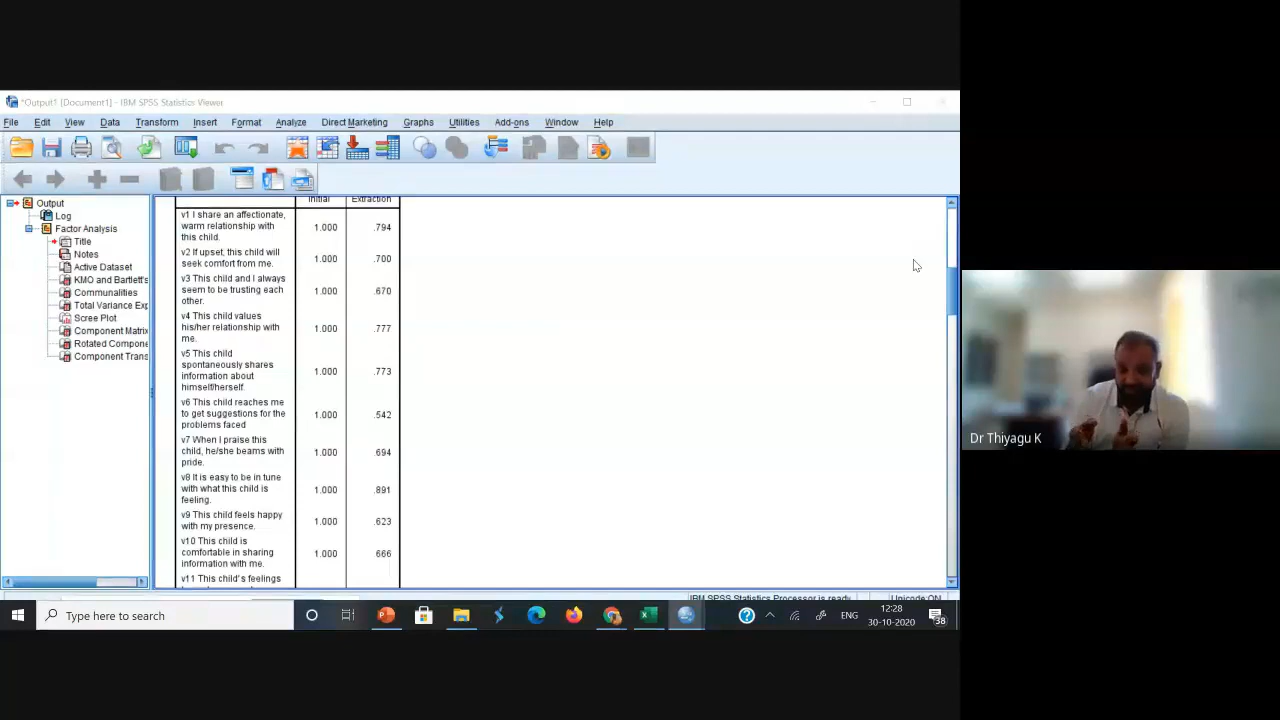 *Output1 [Document1] - IBM SPSS Statistics Viewer
File Edit View Data Transform Insert Format Analyze Direct Marketing Graphs Utilities Add-ons Window Help
Output
Log
Factor Analysis
Title
Notes
Active Dataset
KMO and Bartlett's
Communalities
Total Variance Exp
Scree Plot
Component Matrix
Rotated Compone
Component Trans
Initial Extraction
v1 I share an affectionate,
warm relationship with 1.000 .794
this child.
v2 If upset, this child will 1.000 .700
seek comfort from me.
v3 This child and I always
seem to be trusting each 1.000 .670
other.
v4 This child values
his/her relationship with 1.000 .777
me.
v5 This child
spontaneously shares 1.000 .773
information about
himself/herself.
v6 This child reaches me
to get suggestions for the 1.000 .542
problems faced
v7 When I praise this
child, he/she beams with 1.000 .694
pride.
v8 It is easy to be in tune
with what this child is 1.000 .891
feeling.
v9 This child feels happy 1.000 .623
with my presence.
v10 This child is
comfortable in sharing 1.000 .666
information with me.
v11 This child's feelings
IBM SPSS Statistics Processor is ready Unicode:ON
Dr Thiyagu K
Type here to search
ENG
12:28
30-10-2020
38